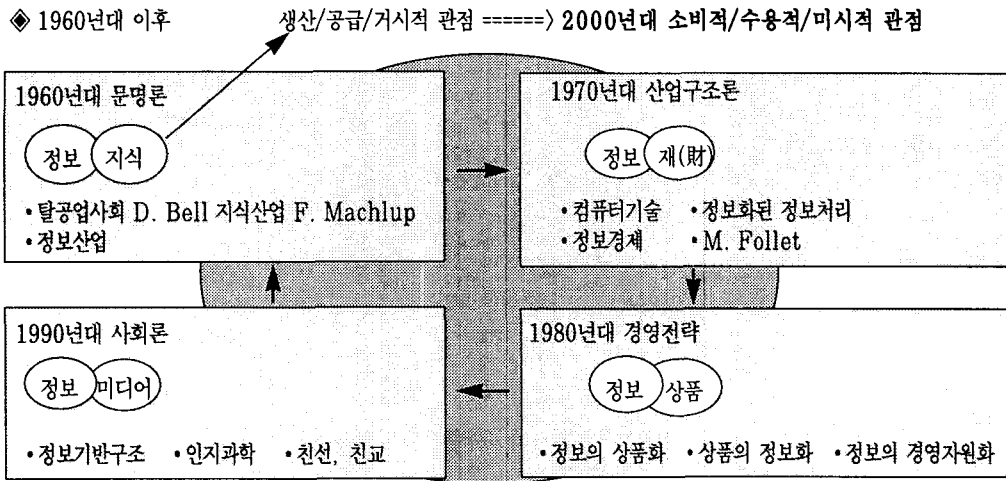 ◈ 1960년대 이후 생산/공급/거시적 관점 ======> 2000년대 소비적/수용적/미시적 관점
1960년대 문명론
정보 지식
•탈공업사회 D. Bell 지식산업 F. Machlup
•정보산업
1970년대 산업구조론
정보 재(財)
•컴퓨터기술 •정보화된 정보처리
•정보경제 •M. Follet
1990년대 사회론
정보 미디어
•정보기반구조 •인지과학 •친선, 친교
1980년대 경영전략
정보 상품
•정보의 상품화 •상품의 정보화 •정보의 경영자원화